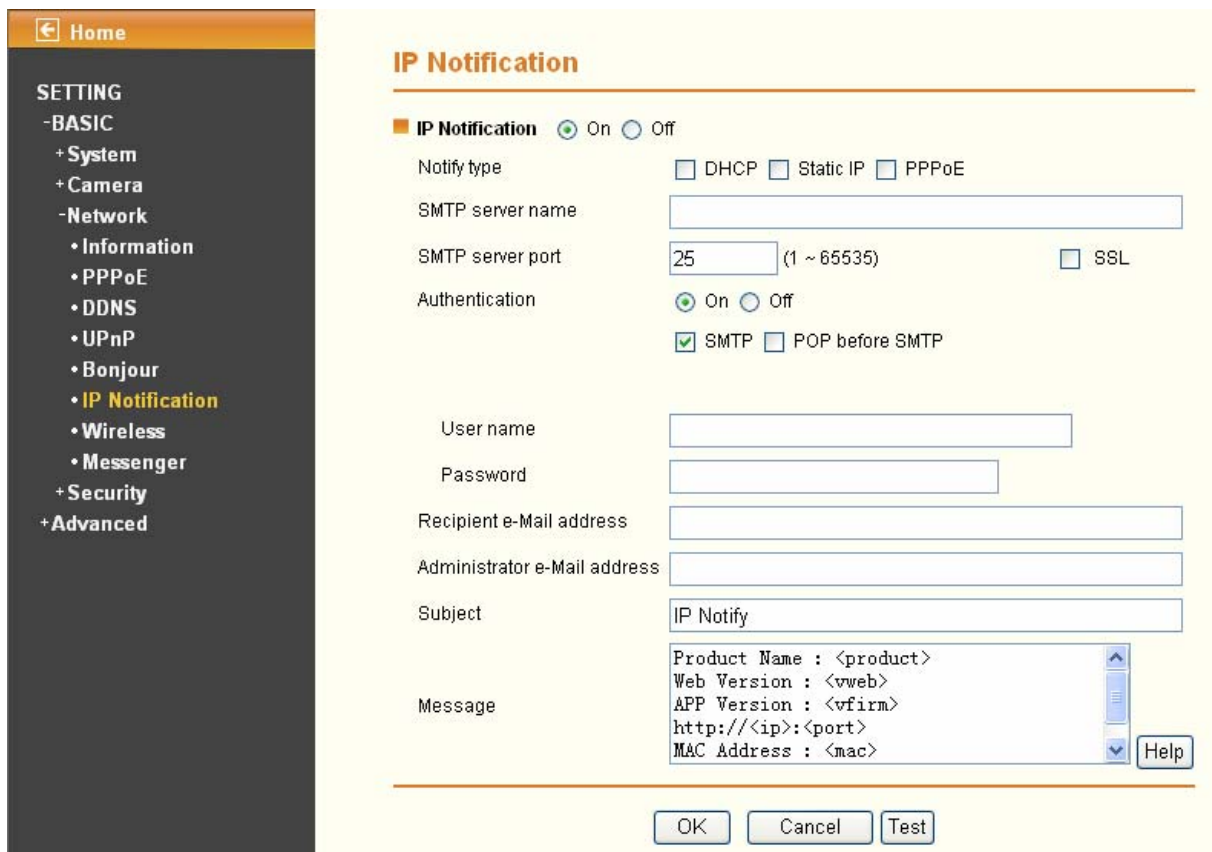 Home
SETTING
-BASIC
+System
+Camera
-Network
•Information
•PPPoE
•DDNS
•UPnP
•Bonjour
•IP Notification
•Wireless
•Messenger
+Security
+Advanced
IP Notification
IP Notification On Off
Notify type DHCP Static IP PPPoE
SMTP server name
SMTP server port 25 (1 ~ 65535) SSL
Authentication On Off
SMTP POP before SMTP
User name
Password
Recipient e-Mail address
Administrator e-Mail address
Subject IP Notify
Message
Product Name : <product>
Web Version : <vweb>
APP Version : <vfirm>
http://<ip>:<port>
MAC Address : <mac>
Help
OK Cancel Test